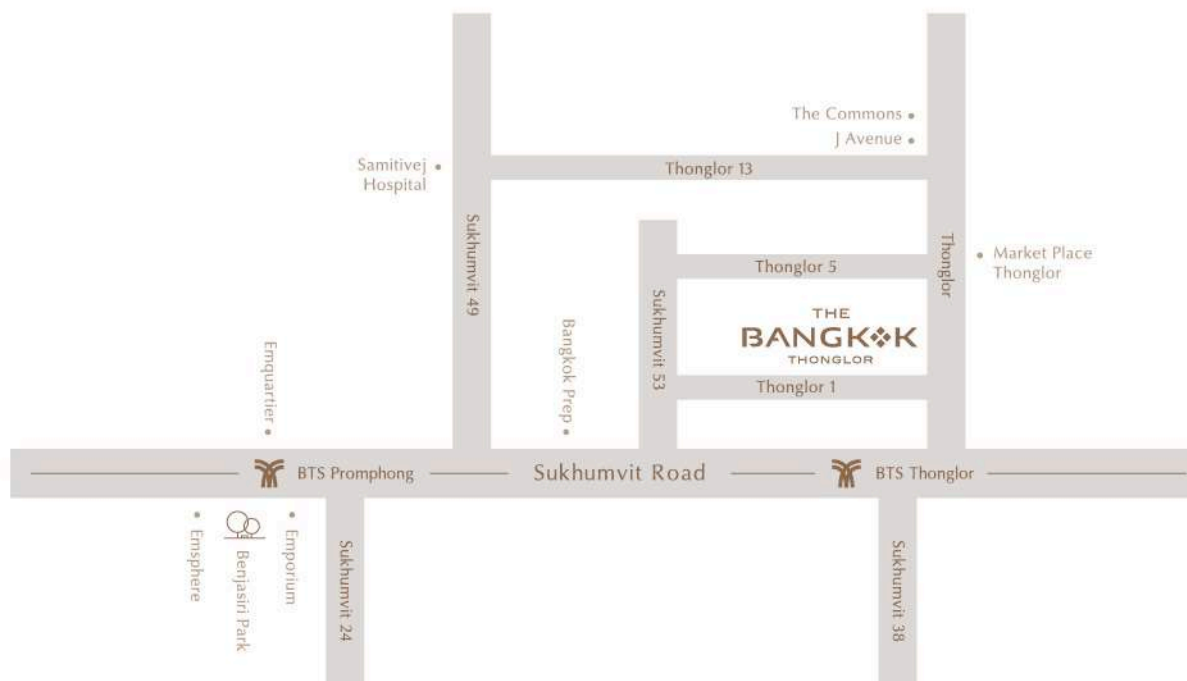 The Commons
J Avenue
Samitivej
Hospital
Thonglor 13
Sukhumvit 49
Thonglor
Market Place
Thonglor
Thonglor 5
Sukhumvit 53
THE
BANGKOK
THONGLOR
Bangkok Prep
Emquartier
Thonglor 1
BTS Promphong
Sukhumvit Road
BTS Thonglor
Emsphere
Benjasiri Park
Emporium
Sukhumvit 24
Sukhumvit 38